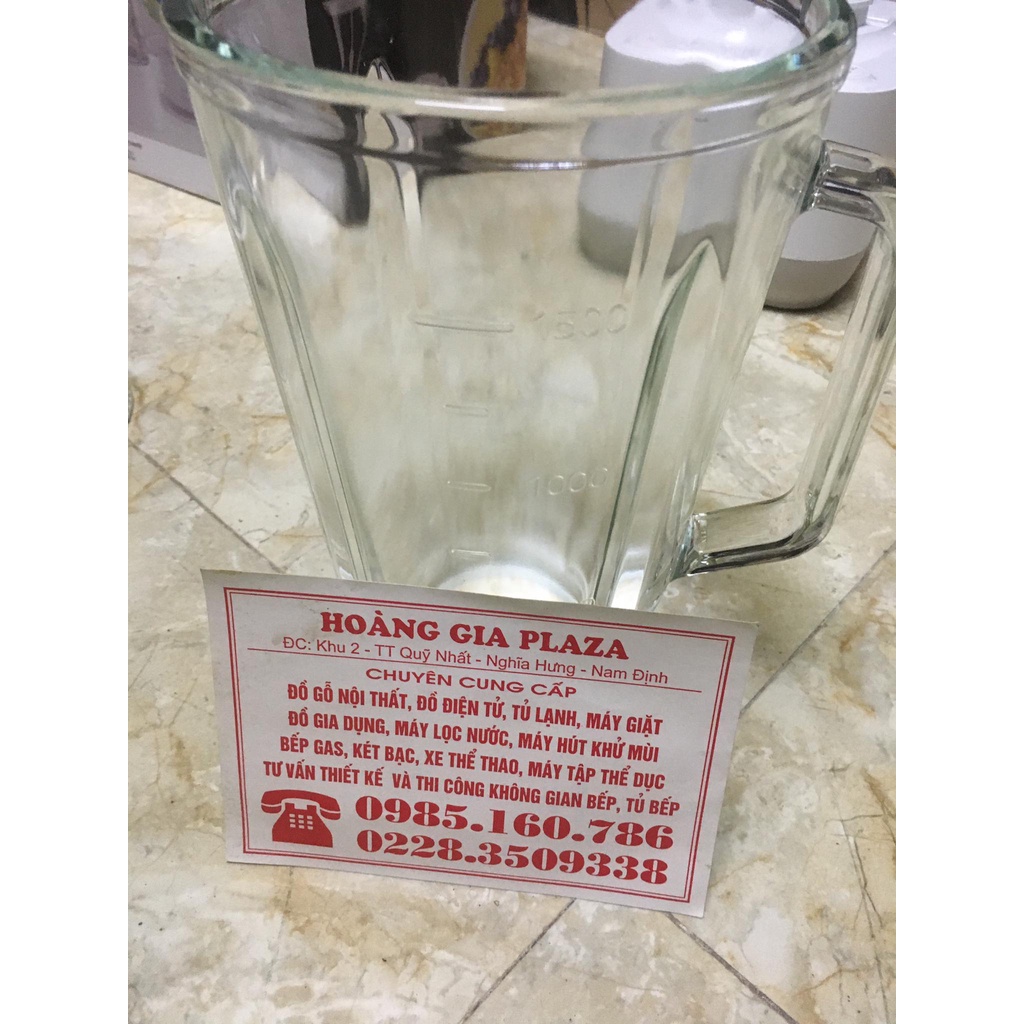 1500
1000
HOÀNG GIA PLAZA
ĐC: Khu 2 - TT Quỹ Nhất - Nghĩa Hưng - Nam Định
CHUYÊN CUNG CẤP
ĐỒ GỖ NỘI THẤT, ĐỒ ĐIỆN TỬ, TỦ LẠNH, MÁY GIẶT
ĐỒ GIA DỤNG, MÁY LỌC NƯỚC, MÁY HÚT KHỬ MÙI
BẾP GAS, KÉT BẠC, XE THỂ THAO, MÁY TẬP THỂ DỤC
TƯ VẤN THIẾT KẾ VÀ THI CÔNG KHÔNG GIAN BẾP, TỦ BẾP
0985.160.786
0228.3509338